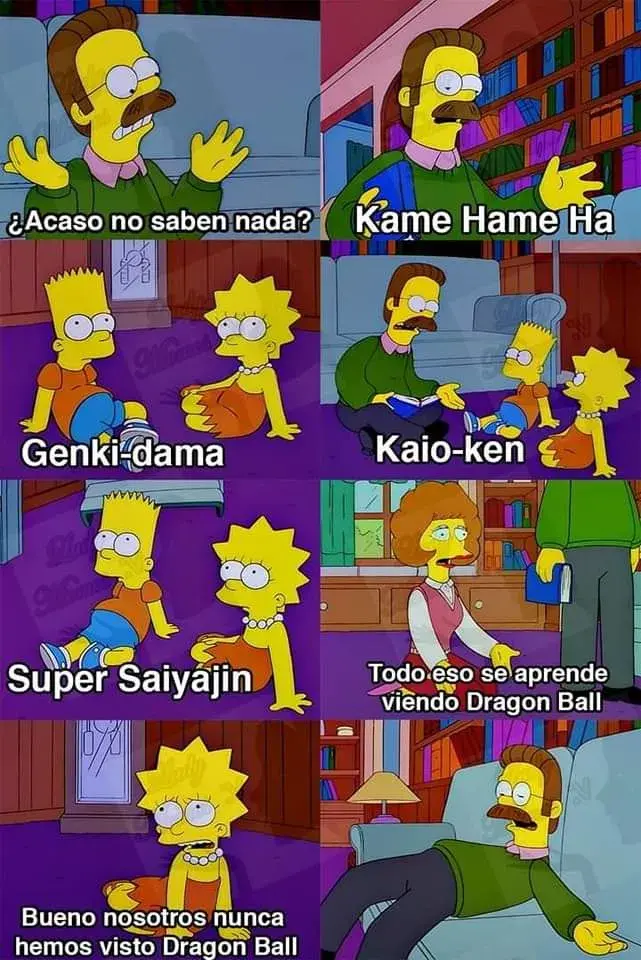 ¿Acaso no saben nada?
Kame Hame Ha
Genki-dama
Kaio-ken
Super Saiyajin
Todo eso se aprende
viendo Dragon Ball
Bueno nosotros nunca
hemos visto Dragon Ball